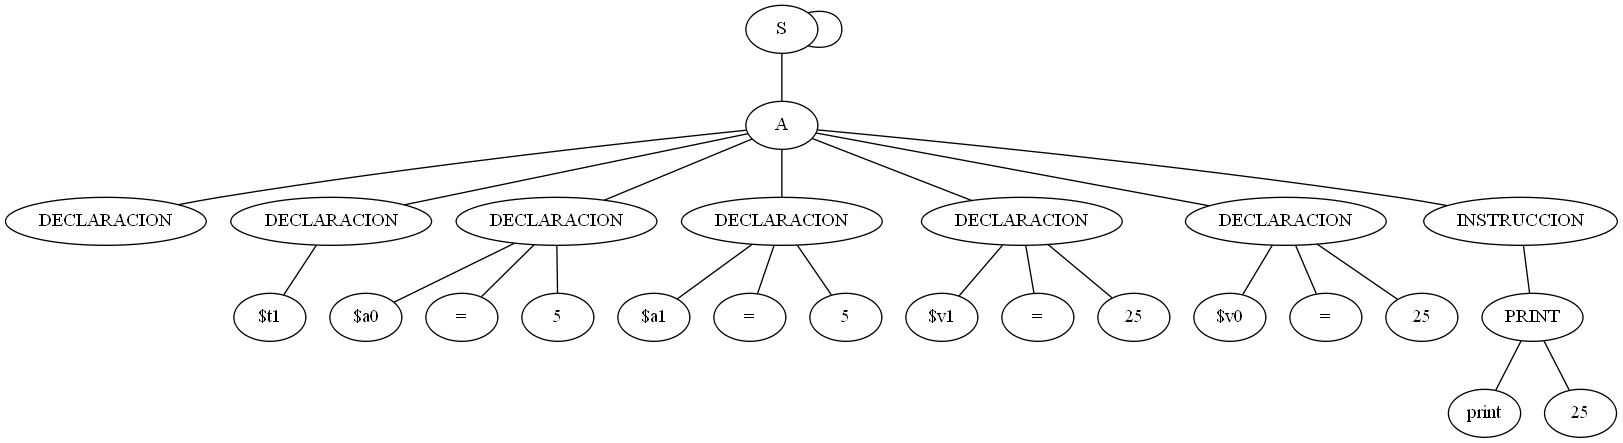 S
A
DECLARACION DECLARACION DECLARACION DECLARACION DECLARACION DECLARACION INSTRUCCION
$t1 $a0 = 5 $a1 = 5 $v1 = 25 $v0 = 25 PRINT
print 25